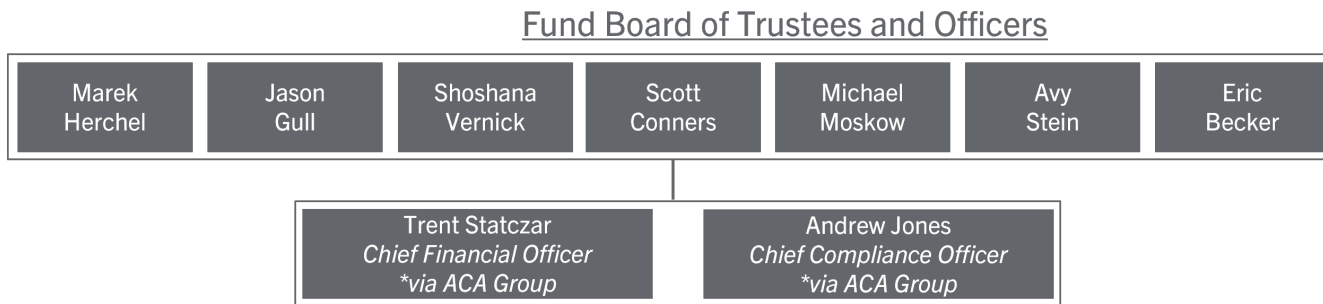 Fund Board of Trustees and Officers
Marek
Herchel
Jason
Gull
Shoshana
Vernick
Scott
Conners
Michael
Moskow
Avy
Stein
Eric
Becker
Trent Statczar
Chief Financial Officer
*via ACA Group
Andrew Jones
Chief Compliance Officer
*via ACA Group